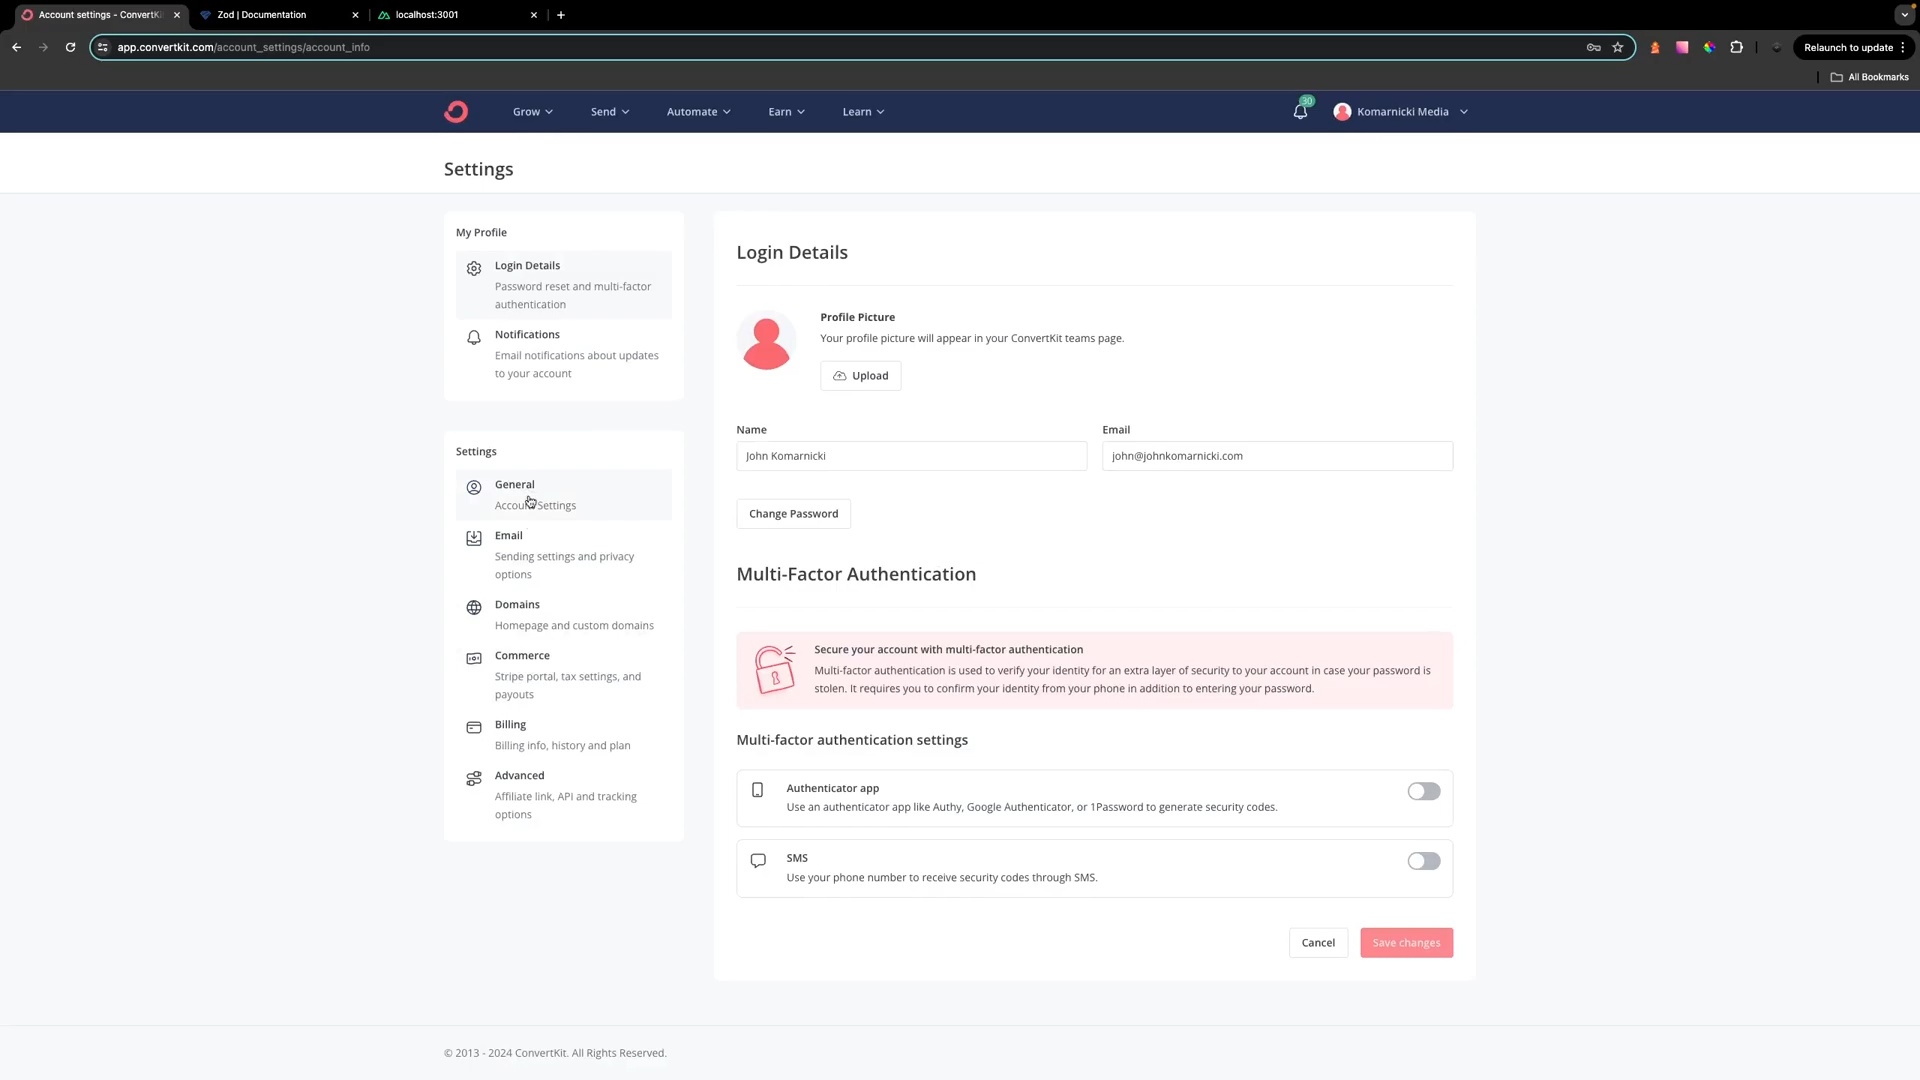 Account settings - ConvertKi
Zod | Documentation
localhost:3001
app.convertkit.com/account_settings/account_info
Relaunch to update
All Bookmarks
Grow
Send
Automate
Earn
Learn
30
Komarnicki Media
Settings
My Profile
Login Details
Password reset and multi-factor
authentication
Notifications
Email notifications about updates
to your account
Settings
General
Account Settings
Email
Sending settings and privacy
options
Domains
Homepage and custom domains
Commerce
Stripe portal, tax settings, and
payouts
Billing
Billing info, history and plan
Advanced
Affiliate link, API and tracking
options
Login Details
Profile Picture
Your profile picture will appear in your ConvertKit teams page.
Upload
Name
Email
John Komarnicki
john@johnkomarnicki.com
Change Password
Multi-Factor Authentication
Secure your account with multi-factor authentication
Multi-factor authentication is used to verify your identity for an extra layer of security to your account in case your password is
stolen. It requires you to confirm your identity from your phone in addition to entering your password.
Multi-factor authentication settings
Authenticator app
Use an authenticator app like Authy, Google Authenticator, or 1Password to generate security codes.
SMS
Use your phone number to receive security codes through SMS.
Cancel
Save changes
© 2013 - 2024 ConvertKit. All Rights Reserved.